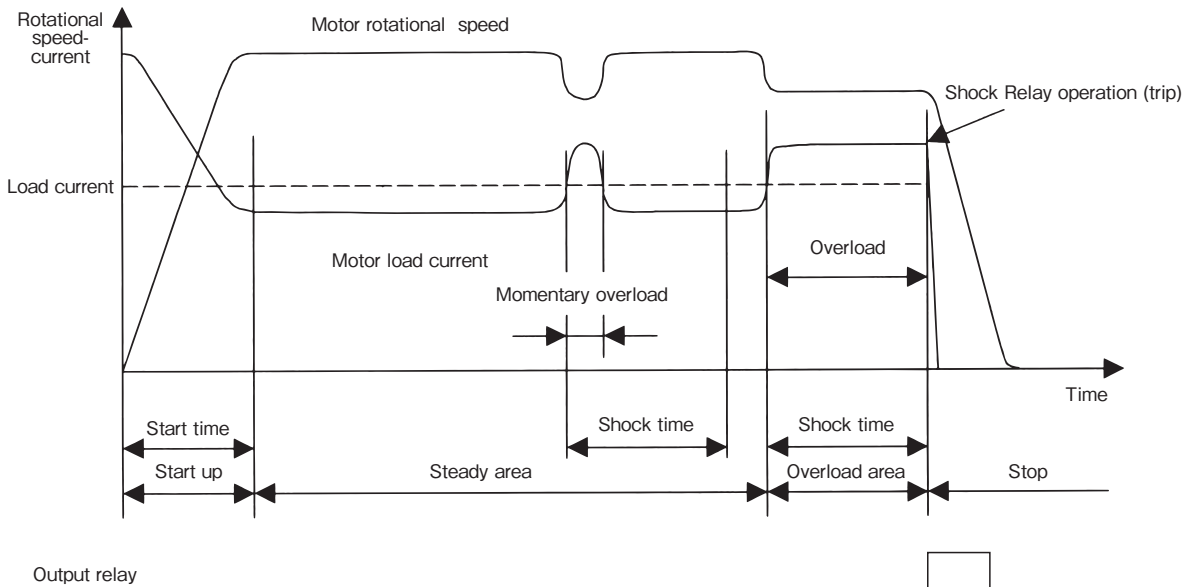 Rotational
speed-
current
Motor rotational speed
Shock Relay operation (trip)
Load current
Overload
Motor load current
Momentary overload
Time
Start time
Shock time
Shock time
Start up
Steady area
Overload area
Stop
Output relay